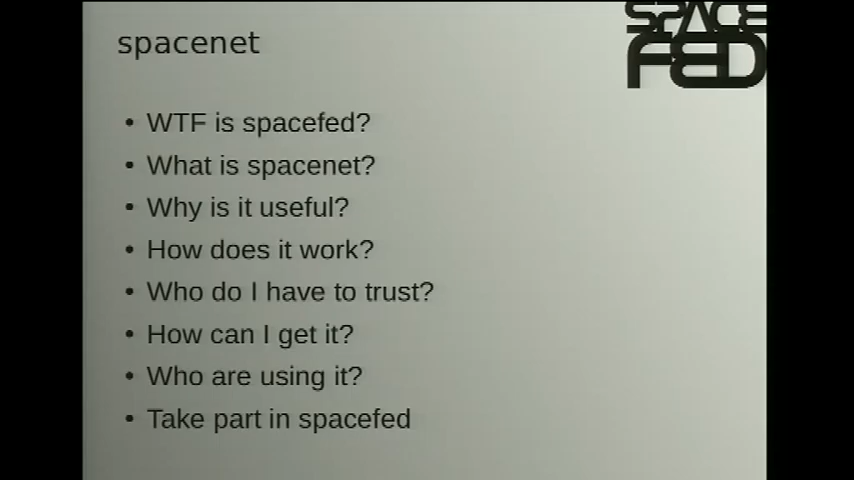 spacenet
SPACE
FED
• WTF is spacefed?
• What is spacenet?
• Why is it useful?
• How does it work?
• Who do I have to trust?
• How can I get it?
• Who are using it?
• Take part in spacefed